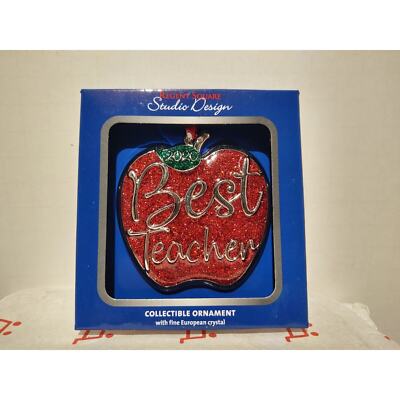 REGENT SQUARE
Studio Design
2020
Best
Teacher
COLLECTIBLE ORNAMENT
with fine European crystal